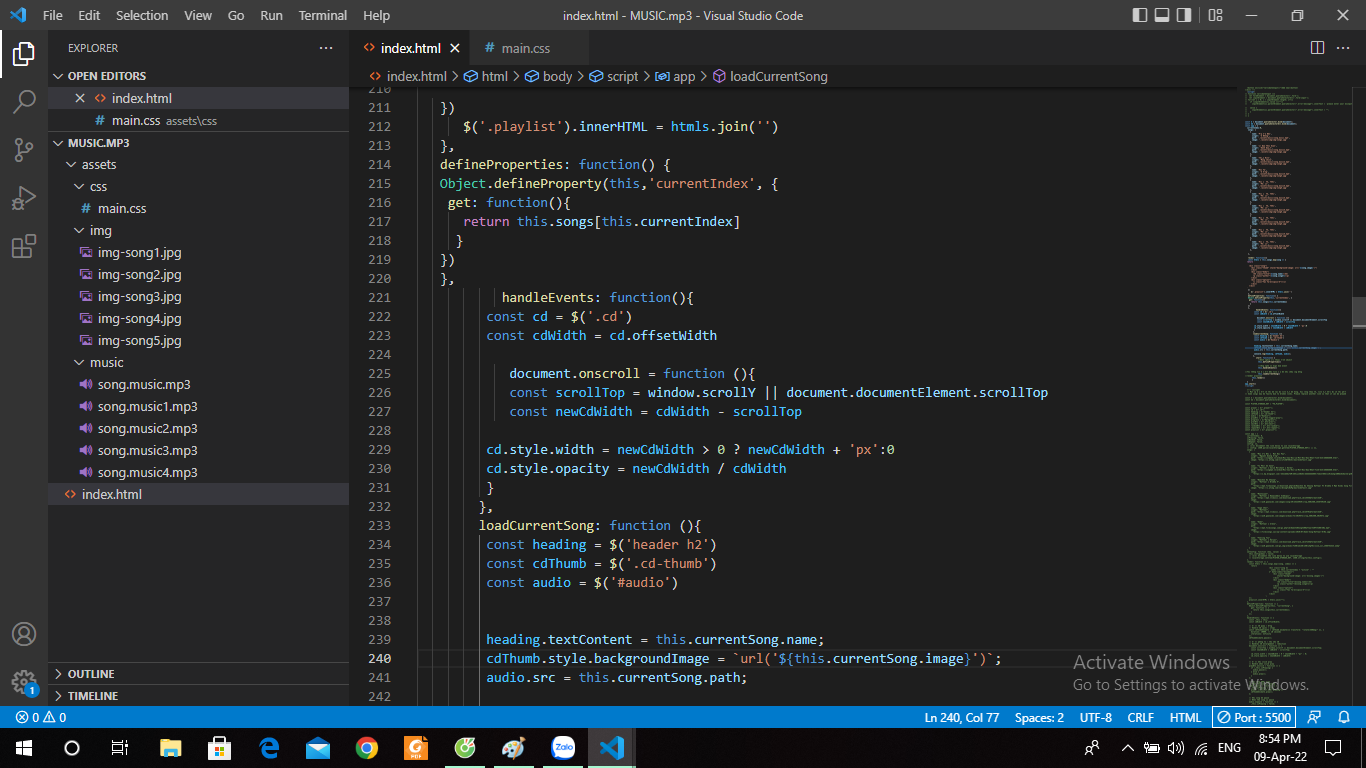 File Edit Selection View Go Run Terminal Help
index.html - MUSIC.mp3 - Visual Studio Code
EXPLORER
OPEN EDITORS
index.html
main.css assets\css
MUSIC.MP3
assets
css
main.css
img
img-song1.jpg
img-song2.jpg
img-song3.jpg
img-song4.jpg
img-song5.jpg
music
song.music.mp3
song.music1.mp3
song.music2.mp3
song.music3.mp3
song.music4.mp3
index.html
OUTLINE
TIMELINE
index.html
main.css
index.html > html > body > script > app > loadCurrentSong
210
211 })
212 $('.playlist').innerHTML = htmls.join('')
213 },
214 defineProperties: function() {
215 Object.defineProperty(this,'currentIndex', {
216 get: function(){
217 return this.songs[this.currentIndex]
218 }
219 })
220 },
221 handleEvents: function(){
222 const cd = $('.cd')
223 const cdWidth = cd.offsetWidth
224
225 document.onscroll = function (){
226 const scrollTop = window.scrollY || document.documentElement.scrollTop
227 const newCdWidth = cdWidth - scrollTop
228
229 cd.style.width = newCdWidth > 0 ? newCdWidth + 'px':0
230 cd.style.opacity = newCdWidth / cdWidth
231 }
232 },
233 loadCurrentSong: function (){
234 const heading = $('header h2')
235 const cdThumb = $('.cd-thumb')
236 const audio = $('#audio')
237
238
239 heading.textContent = this.currentSong.name;
240 cdThumb.style.backgroundImage = `url('${this.currentSong.image}')`;
241 audio.src = this.currentSong.path;
242
Activate Windows
Go to Settings to activate Windows.
1
0 0
Ln 240, Col 77 Spaces: 2 UTF-8 CRLF HTML Port : 5500
PDF
Zalo
ENG
8:54 PM
09-Apr-22